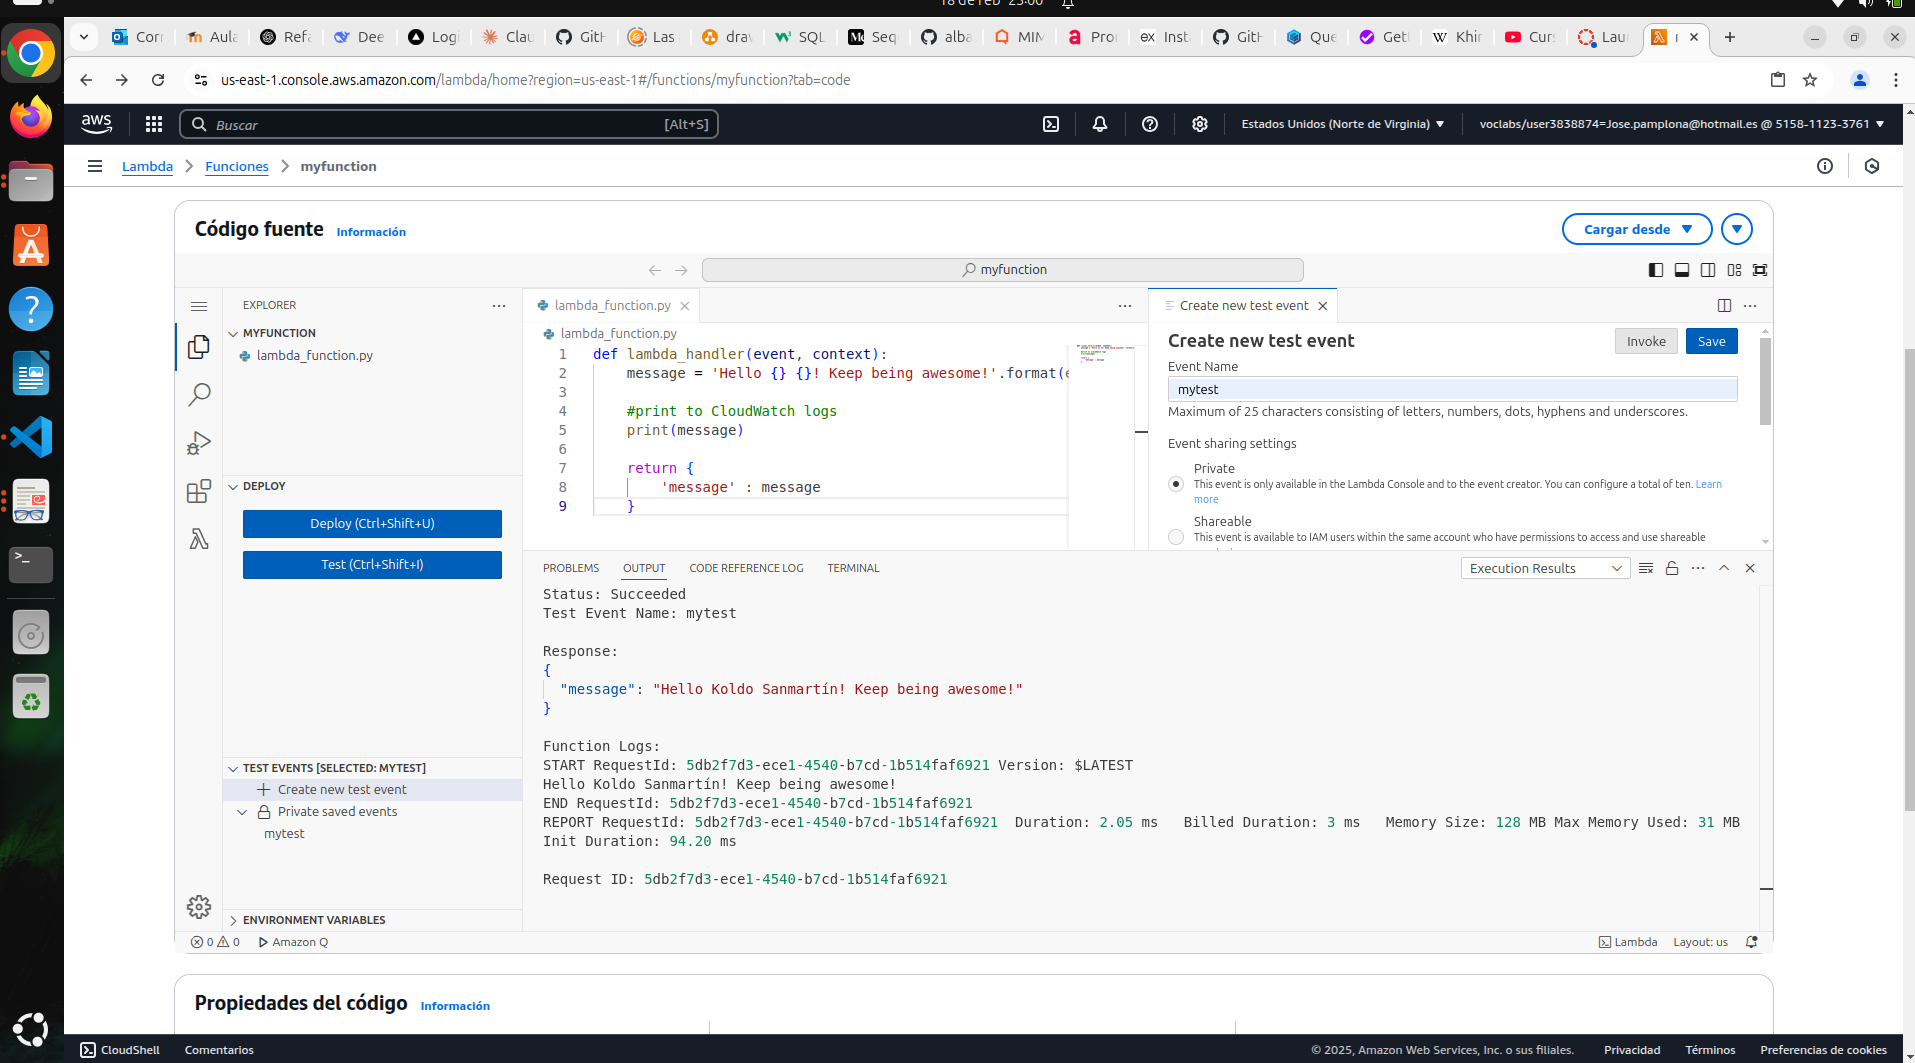 18 de feb 23:00
Corr
Aula
Refa
Dee
Logi
Clau
GitH
Las
drav
SQL
Seq
alba
MIM
Pror
Inst
GitH
Que
Getl
Khir
Curs
Laun
us-east-1.console.aws.amazon.com/lambda/home?region=us-east-1#/functions/myfunction?tab=code
aws
Buscar
[Alt+S]
Estados Unidos (Norte de Virginia)
voclabs/user3838874=Jose.pamplona@hotmail.es @ 5158-1123-3761
Lambda
Funciones
myfunction
Código fuente
Información
Cargar desde
myfunction
EXPLORER
MYFUNCTION
lambda_function.py
DEPLOY
Deploy (Ctrl+Shift+U)
Test (Ctrl+Shift+I)
TEST EVENTS [SELECTED: MYTEST]
Create new test event
Private saved events
mytest
ENVIRONMENT VARIABLES
lambda_function.py
lambda_function.py
1 def lambda_handler(event, context):
2 message = 'Hello {} {}! Keep being awesome!'.format(e
3
4 #print to CloudWatch logs
5 print(message)
6
7 return {
8 'message' : message
9 }
Create new test event
Create new test event
Invoke
Save
Event Name
mytest
Maximum of 25 characters consisting of letters, numbers, dots, hyphens and underscores.
Event sharing settings
Private
This event is only available in the Lambda Console and to the event creator. You can configure a total of ten. Learn
more
Shareable
This event is available to IAM users within the same account who have permissions to access and use shareable
PROBLEMS
OUTPUT
CODE REFERENCE LOG
TERMINAL
Execution Results
Status: Succeeded
Test Event Name: mytest
Response:
{
"message": "Hello Koldo Sanmartín! Keep being awesome!"
}
Function Logs:
START RequestId: 5db2f7d3-ece1-4540-b7cd-1b514faf6921 Version: $LATEST
Hello Koldo Sanmartín! Keep being awesome!
END RequestId: 5db2f7d3-ece1-4540-b7cd-1b514faf6921
REPORT RequestId: 5db2f7d3-ece1-4540-b7cd-1b514faf6921 Duration: 2.05 ms Billed Duration: 3 ms Memory Size: 128 MB Max Memory Used: 31 MB
Init Duration: 94.20 ms
Request ID: 5db2f7d3-ece1-4540-b7cd-1b514faf6921
0
0
Amazon Q
Lambda
Layout: us
Propiedades del código
Información
CloudShell
Comentarios
© 2025, Amazon Web Services, Inc. o sus filiales.
Privacidad
Términos
Preferencias de cookies